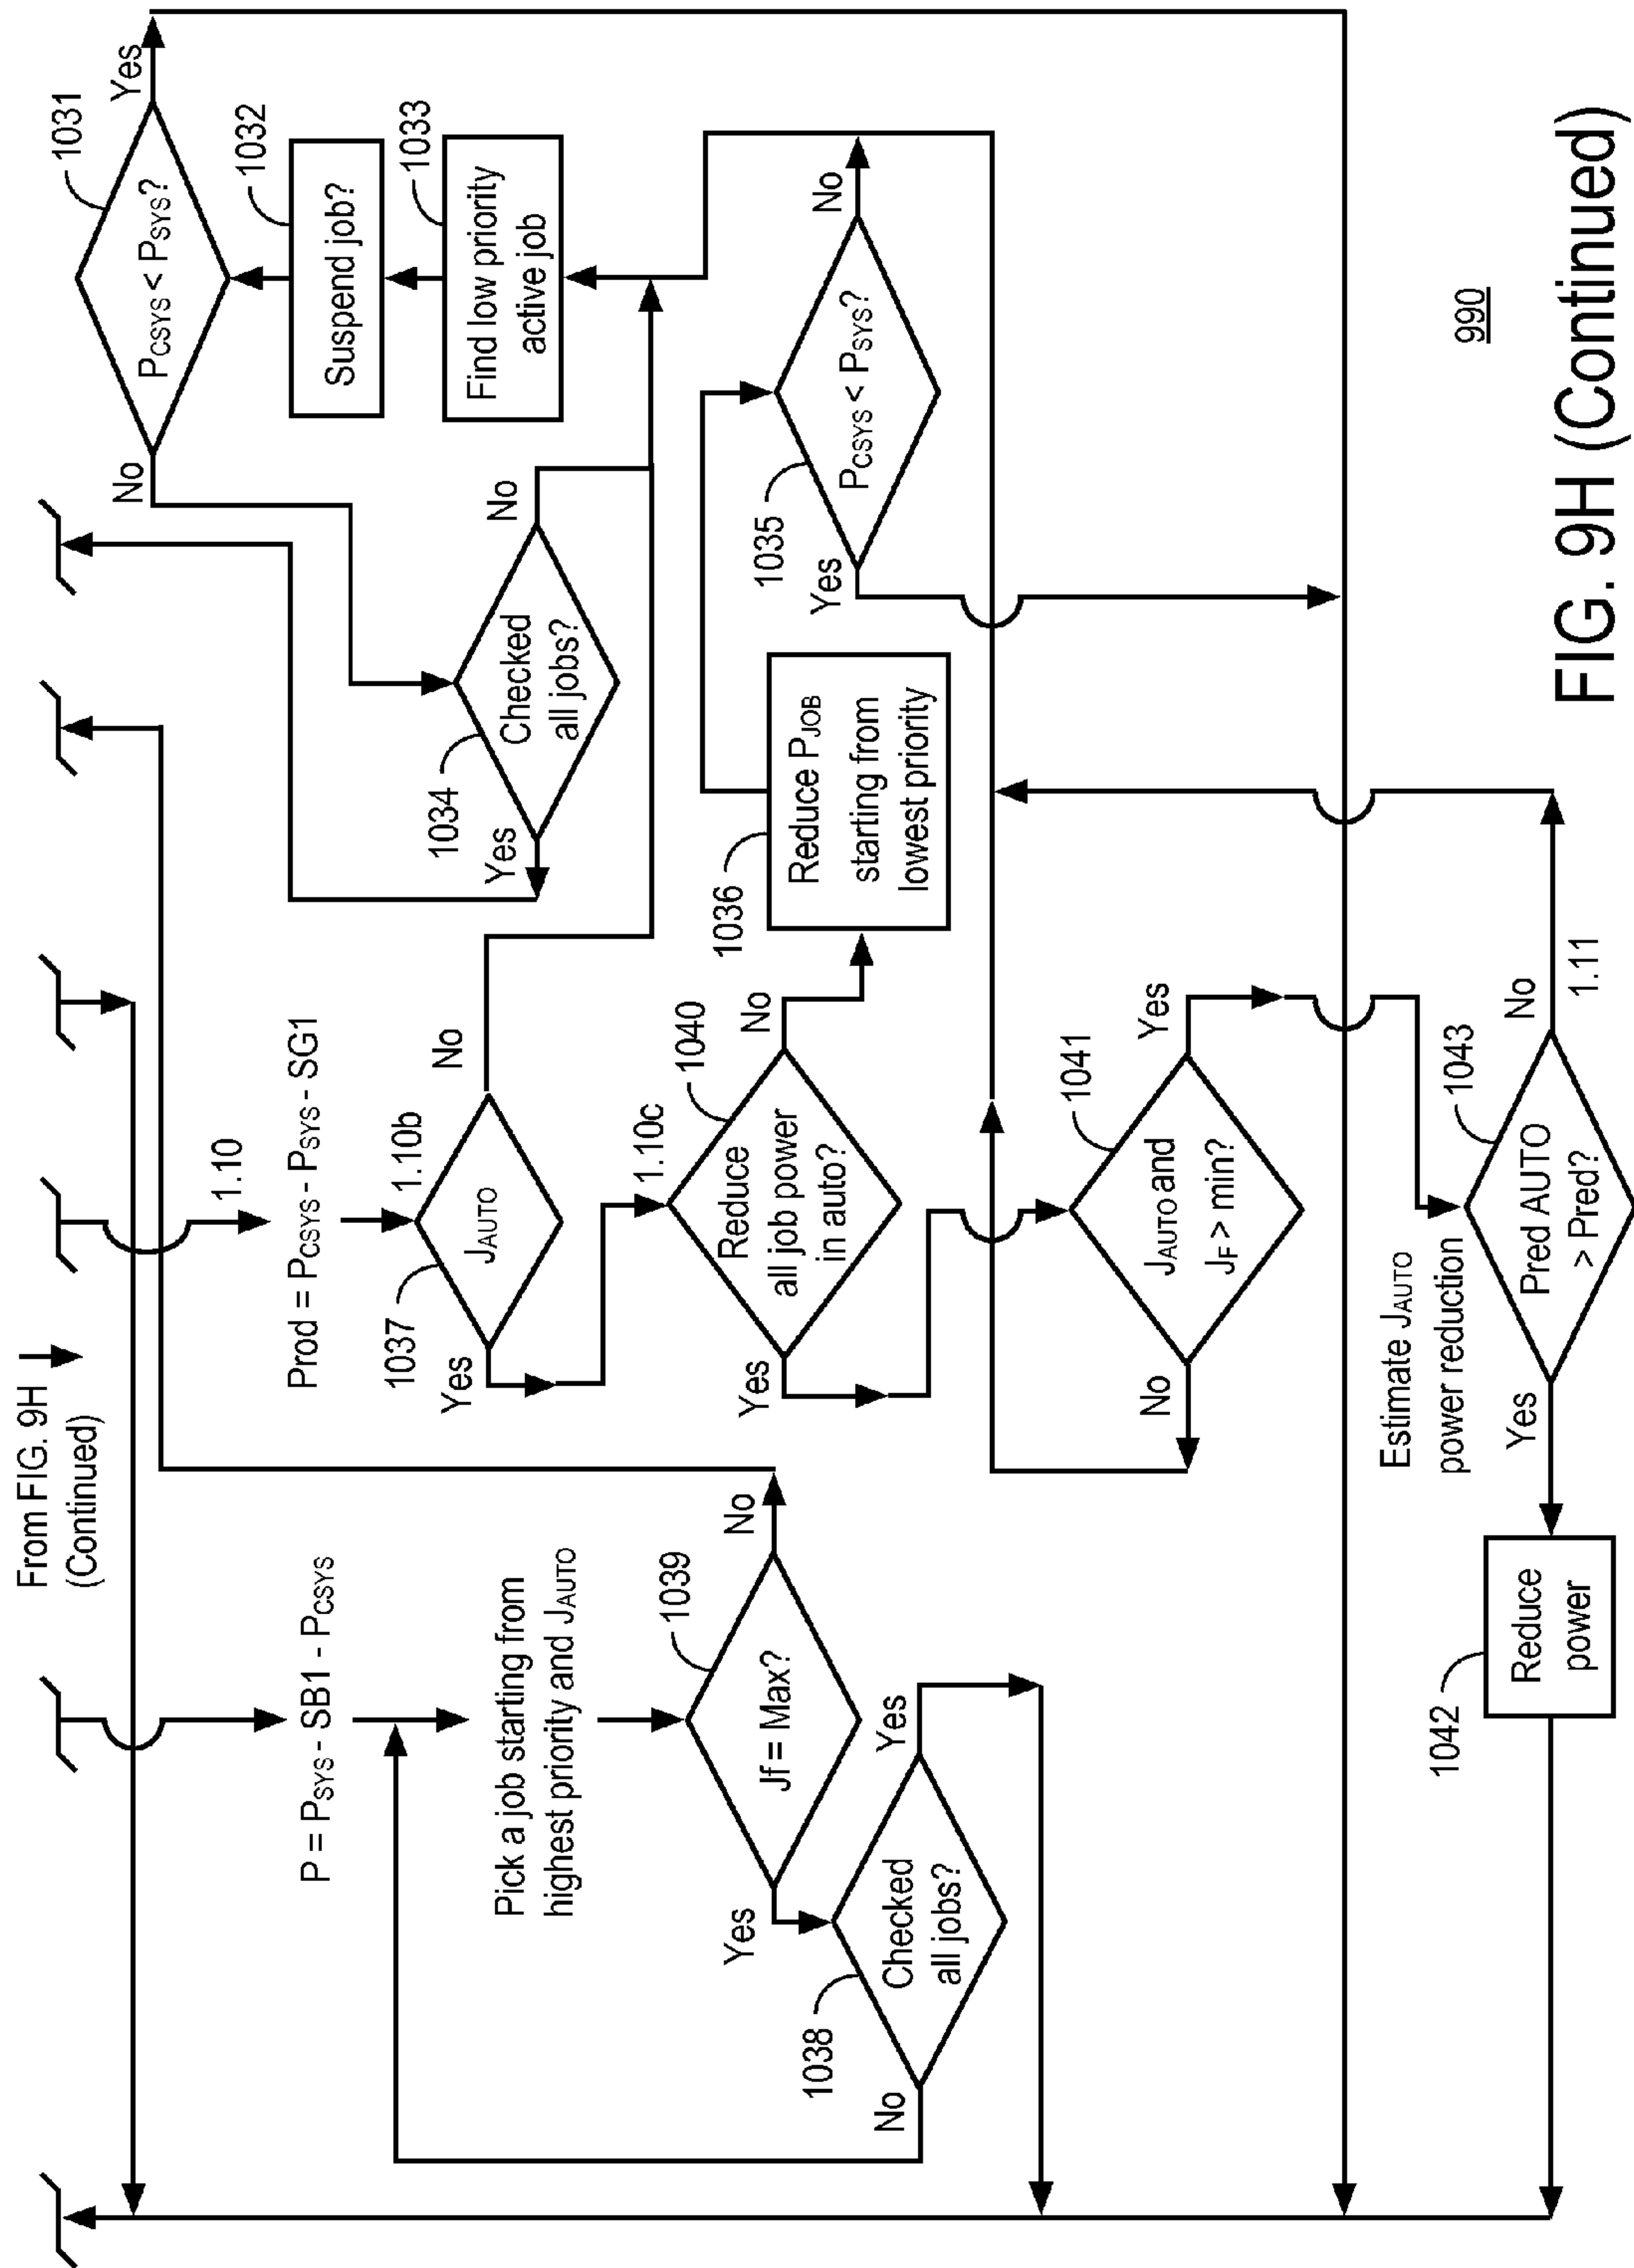 From FIG. 9H
(Continued)
P = PSYS - SB1 - PCSYS
Pick a job starting from
highest priority and JAUTO
Jf = Max?
1039
No
Yes
Checked
all jobs?
1038
Yes
No
1.10
Prod = PCSYS - PSYS - SG1
1.10b
JAUTO
1037
No
Yes
1.10c
Reduce
all job power
in auto?
1040
No
Yes
JAUTO and
JF > min?
1041
Yes
No
Estimate JAUTO
power reduction
Pred AUTO
> Pred?
1043
No
1.11
Yes
Reduce
power
1042
PCSYS < PSYS?
1031
Yes
No
Suspend job?
1032
Find low priority
active job
1033
Checked
all jobs?
1034
No
Yes
PCSYS < PSYS?
1035
No
Yes
Reduce PJOB
starting from
lowest priority
1036
990
FIG. 9H (Continued)